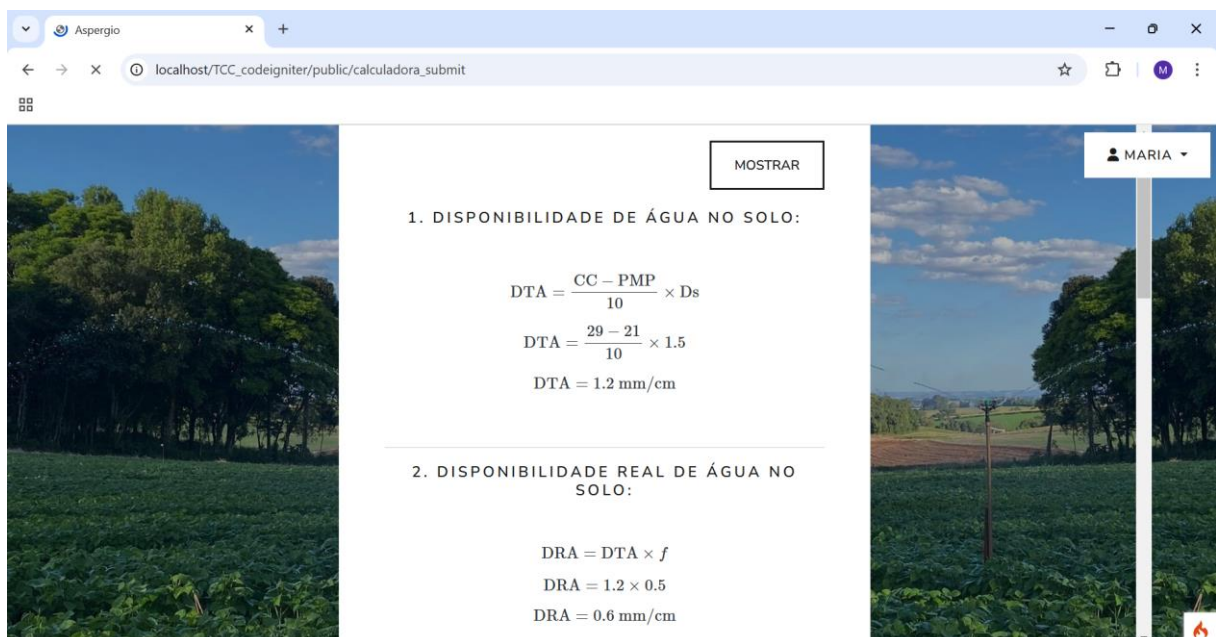 Aspergio
localhost/TCC_codeigniter/public/calculadora_submit
M
MARIA
MOSTRAR
1. DISPONIBILIDADE DE ÁGUA NO SOLO:
DTA = (CC − PMP)/10 × Ds
DTA = (29 − 21)/10 × 1.5
DTA = 1.2 mm/cm
2. DISPONIBILIDADE REAL DE ÁGUA NO
SOLO:
DRA = DTA × f
DRA = 1.2 × 0.5
DRA = 0.6 mm/cm